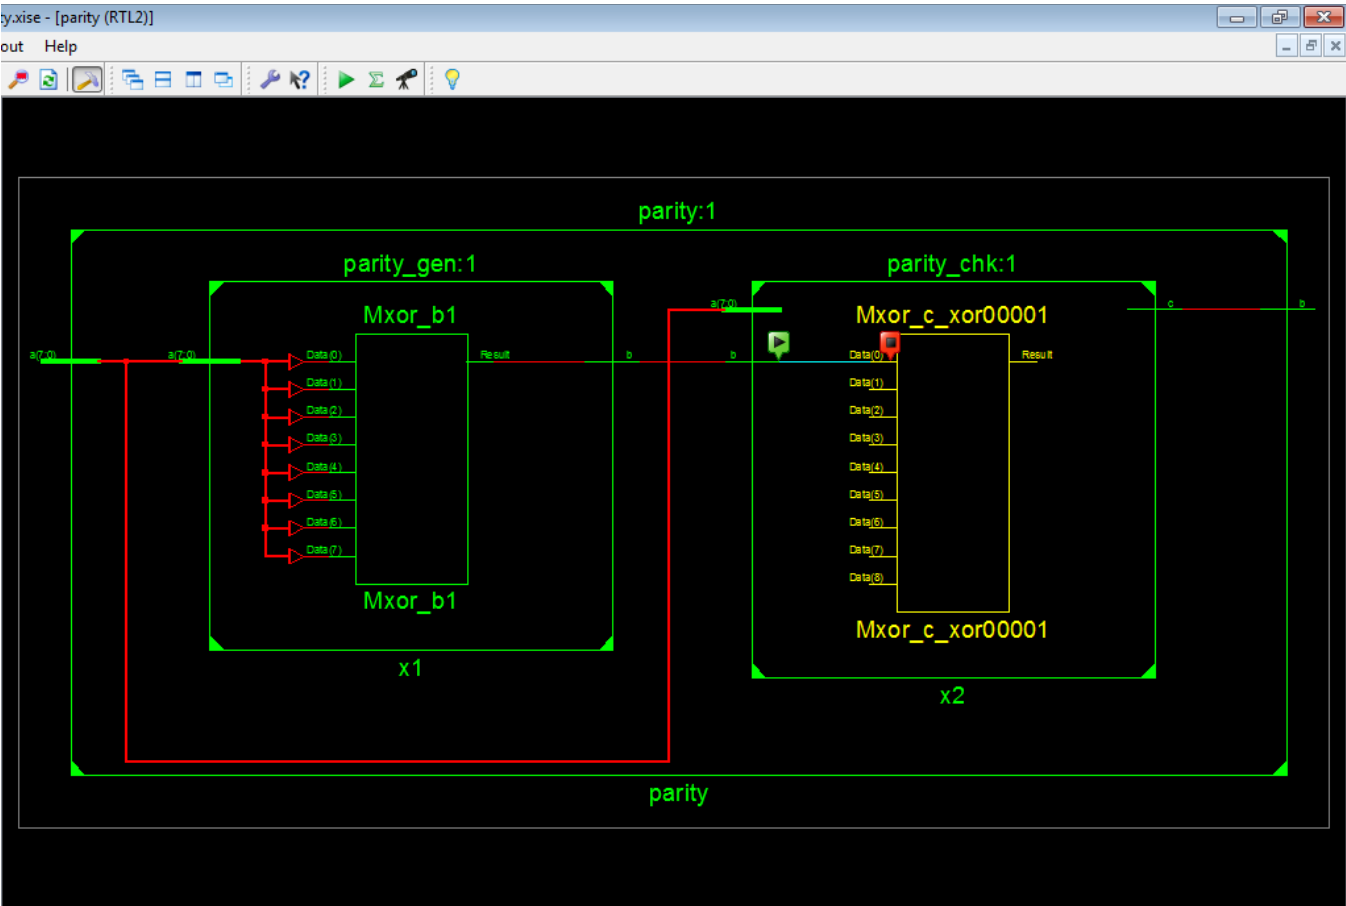 ty.xise - [parity (RTL2)]
out Help
parity:1
parity_gen:1
parity_chk:1
Mxor_b1
Mxor_c_xor00001
a(7:0)
a(7:0)
a(7:0)
Data(0)
Data(1)
Data(2)
Data(3)
Data(4)
Data(5)
Data(6)
Data(7)
Result
b
b
Data(0)
Data(1)
Data(2)
Data(3)
Data(4)
Data(5)
Data(6)
Data(7)
Data(8)
Result
c
b
Mxor_b1
Mxor_c_xor00001
x1
x2
parity